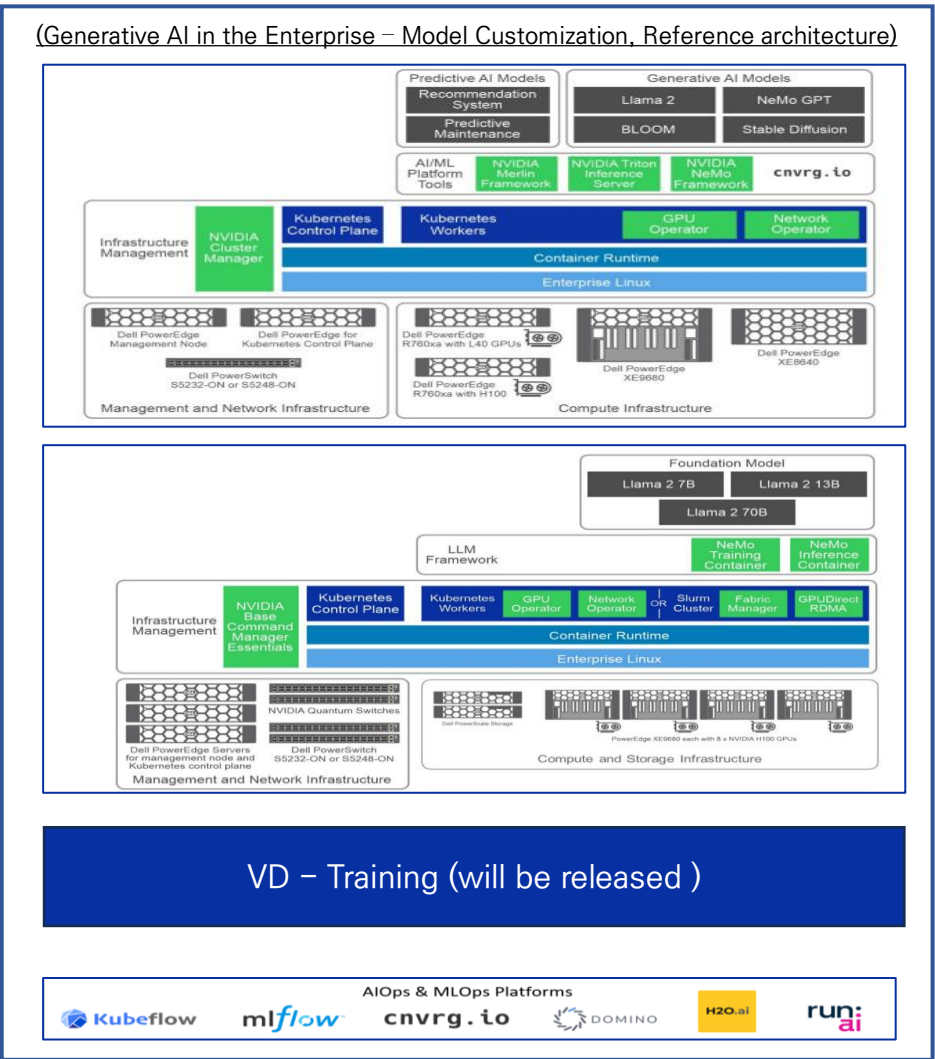 (Generative AI in the Enterprise – Model Customization, Reference architecture)
Predictive AI Models
Recommendation
System
Predictive
Maintenance
Generative AI Models
Llama 2
NeMo GPT
BLOOM
Stable Diffusion
AI/ML
Platform
Tools
NVIDIA
Merlin
Framework
NVIDIA Triton
Inference
Server
NVIDIA
NeMo
Framework
cnvrg.io
Infrastructure
Management
NVIDIA
Cluster
Manager
Kubernetes
Control Plane
Kubernetes
Workers
GPU
Operator
Network
Operator
Container Runtime
Enterprise Linux
Dell PowerEdge
Management Node
Dell PowerEdge for
Kubernetes Control Plane
Dell PowerSwitch
S5232-ON or S5248-ON
Management and Network Infrastructure
Dell PowerEdge
R760xa with L40 GPUs
Dell PowerEdge
R760xa with H100
Dell PowerEdge
XE9680
Dell PowerEdge
XE8640
Compute Infrastructure
Foundation Model
Llama 2 7B
Llama 2 13B
Llama 2 70B
LLM
Framework
NeMo
Training
Container
NeMo
Inference
Container
Infrastructure
Management
NVIDIA
Base
Command
Manager
Essentials
Kubernetes
Control Plane
Kubernetes
Workers
GPU
Operator
Network
Operator
OR
Slurm
Cluster
Fabric
Manager
GPUDirect
RDMA
Container Runtime
Enterprise Linux
Dell PowerEdge Servers
for management node and
Kubernetes control plane
NVIDIA Quantum Switches
Dell PowerSwitch
S5232-ON or S5248-ON
Management and Network Infrastructure
Dell PowerScale Storage
PowerEdge XE9680 each with 8 x NVIDIA H100 GPUs
Compute and Storage Infrastructure
VD – Training (will be released )
AIOps & MLOps Platforms
Kubeflow
mlflow
cnvrg.io
DOMINO
H2O.ai
run:
ai